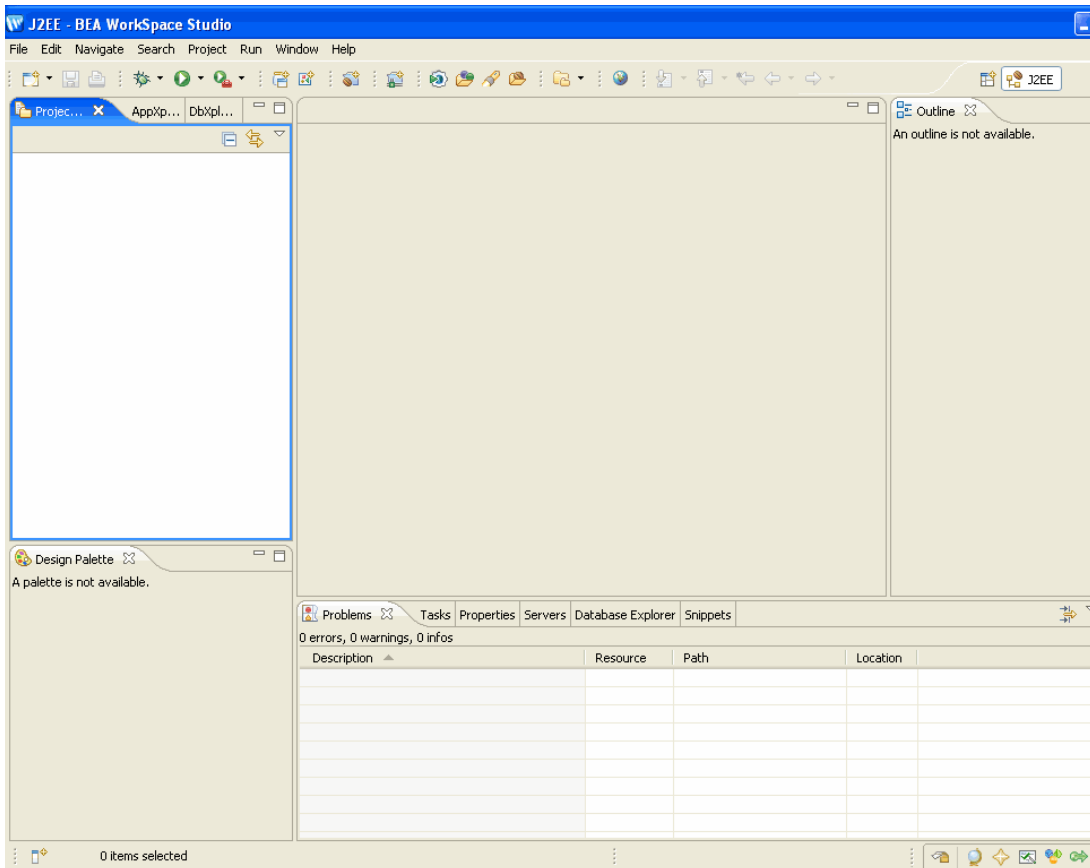 J2EE - BEA WorkSpace Studio
File Edit Navigate Search Project Run Window Help
J2EE
Projec... AppXp... DbXpl...
Outline
An outline is not available.
Design Palette
A palette is not available.
Problems Tasks Properties Servers Database Explorer Snippets
0 errors, 0 warnings, 0 infos
Description Resource Path Location
0 items selected